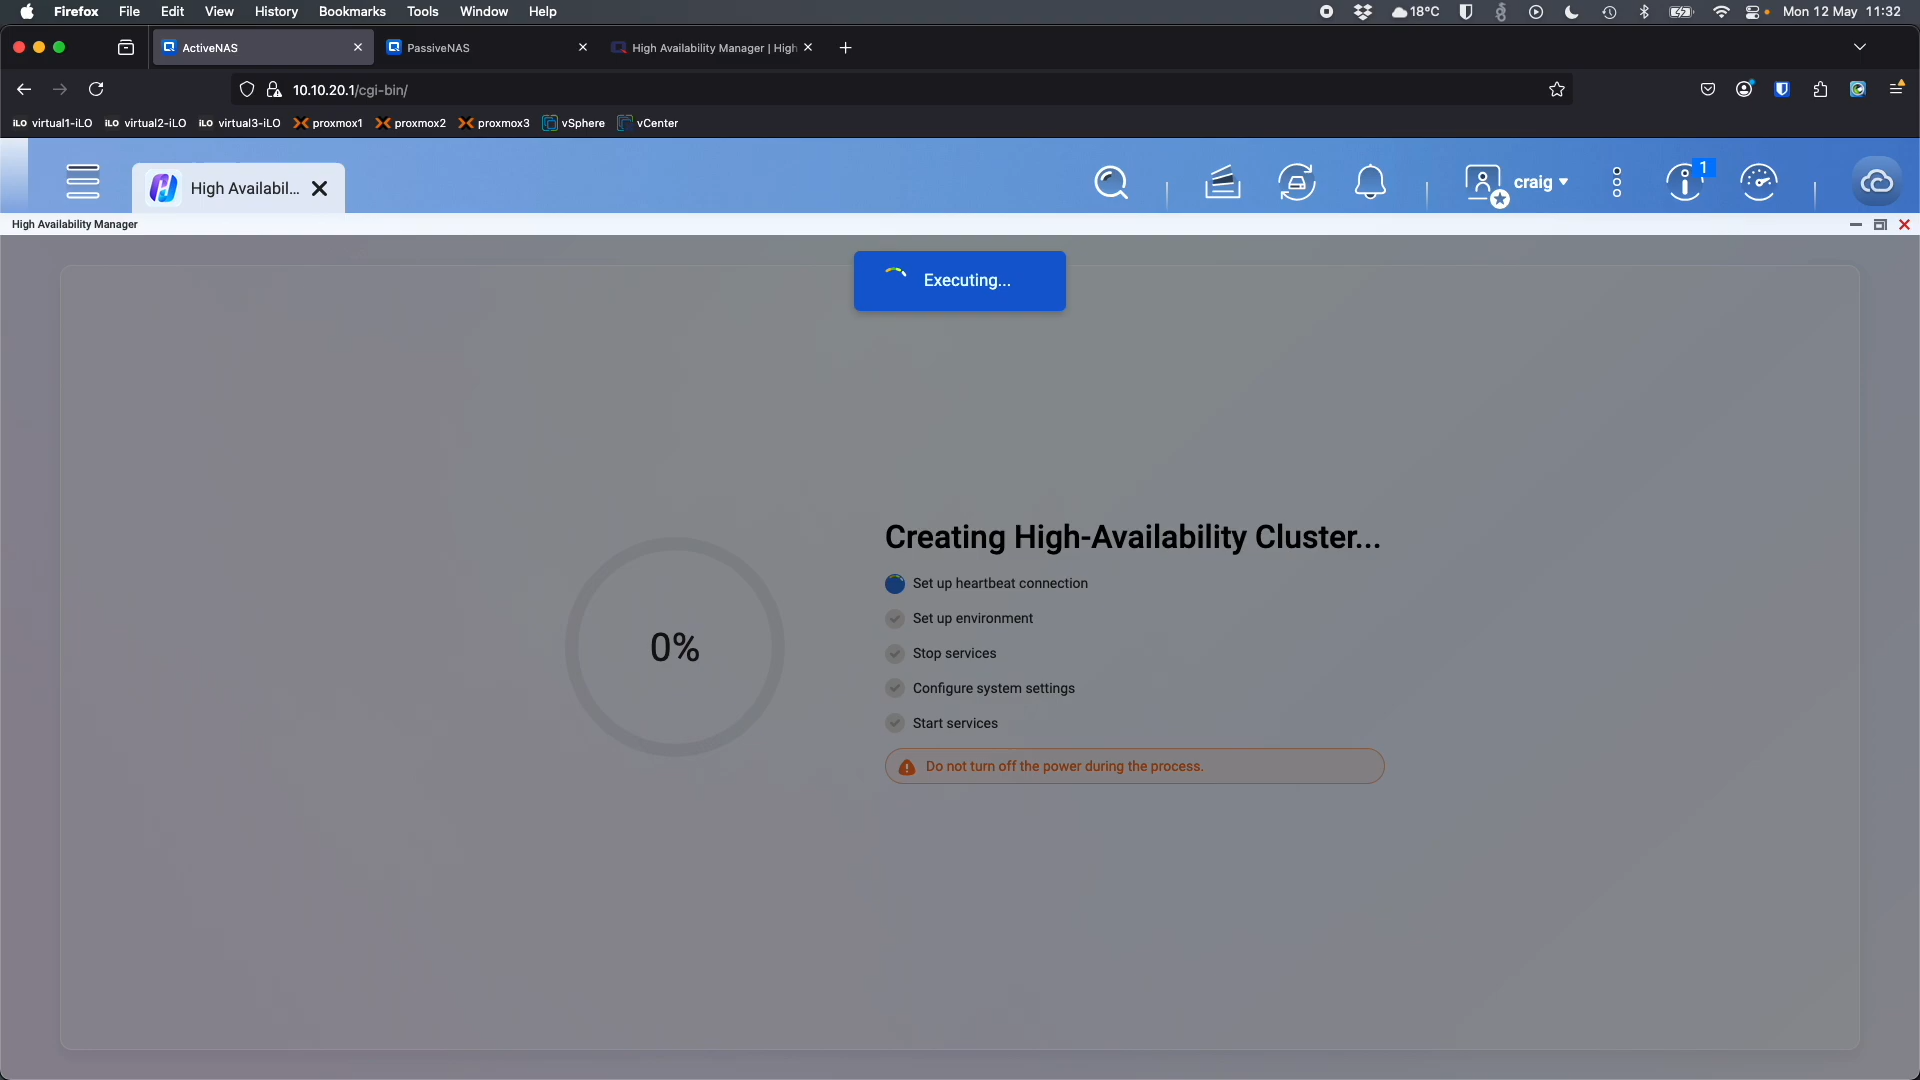 Firefox File Edit View History Bookmarks Tools Window Help 18°C Mon 12 May 11:32
ActiveNAS PassiveNAS High Availability Manager | High
10.10.20.1/cgi-bin/
iLO virtual1-iLO iLO virtual2-iLO iLO virtual3-iLO proxmox1 proxmox2 proxmox3 vSphere vCenter
High Availabil... craig 1
High Availability Manager
Executing...
Creating High-Availability Cluster...
Set up heartbeat connection
Set up environment
0%
Stop services
Configure system settings
Start services
Do not turn off the power during the process.